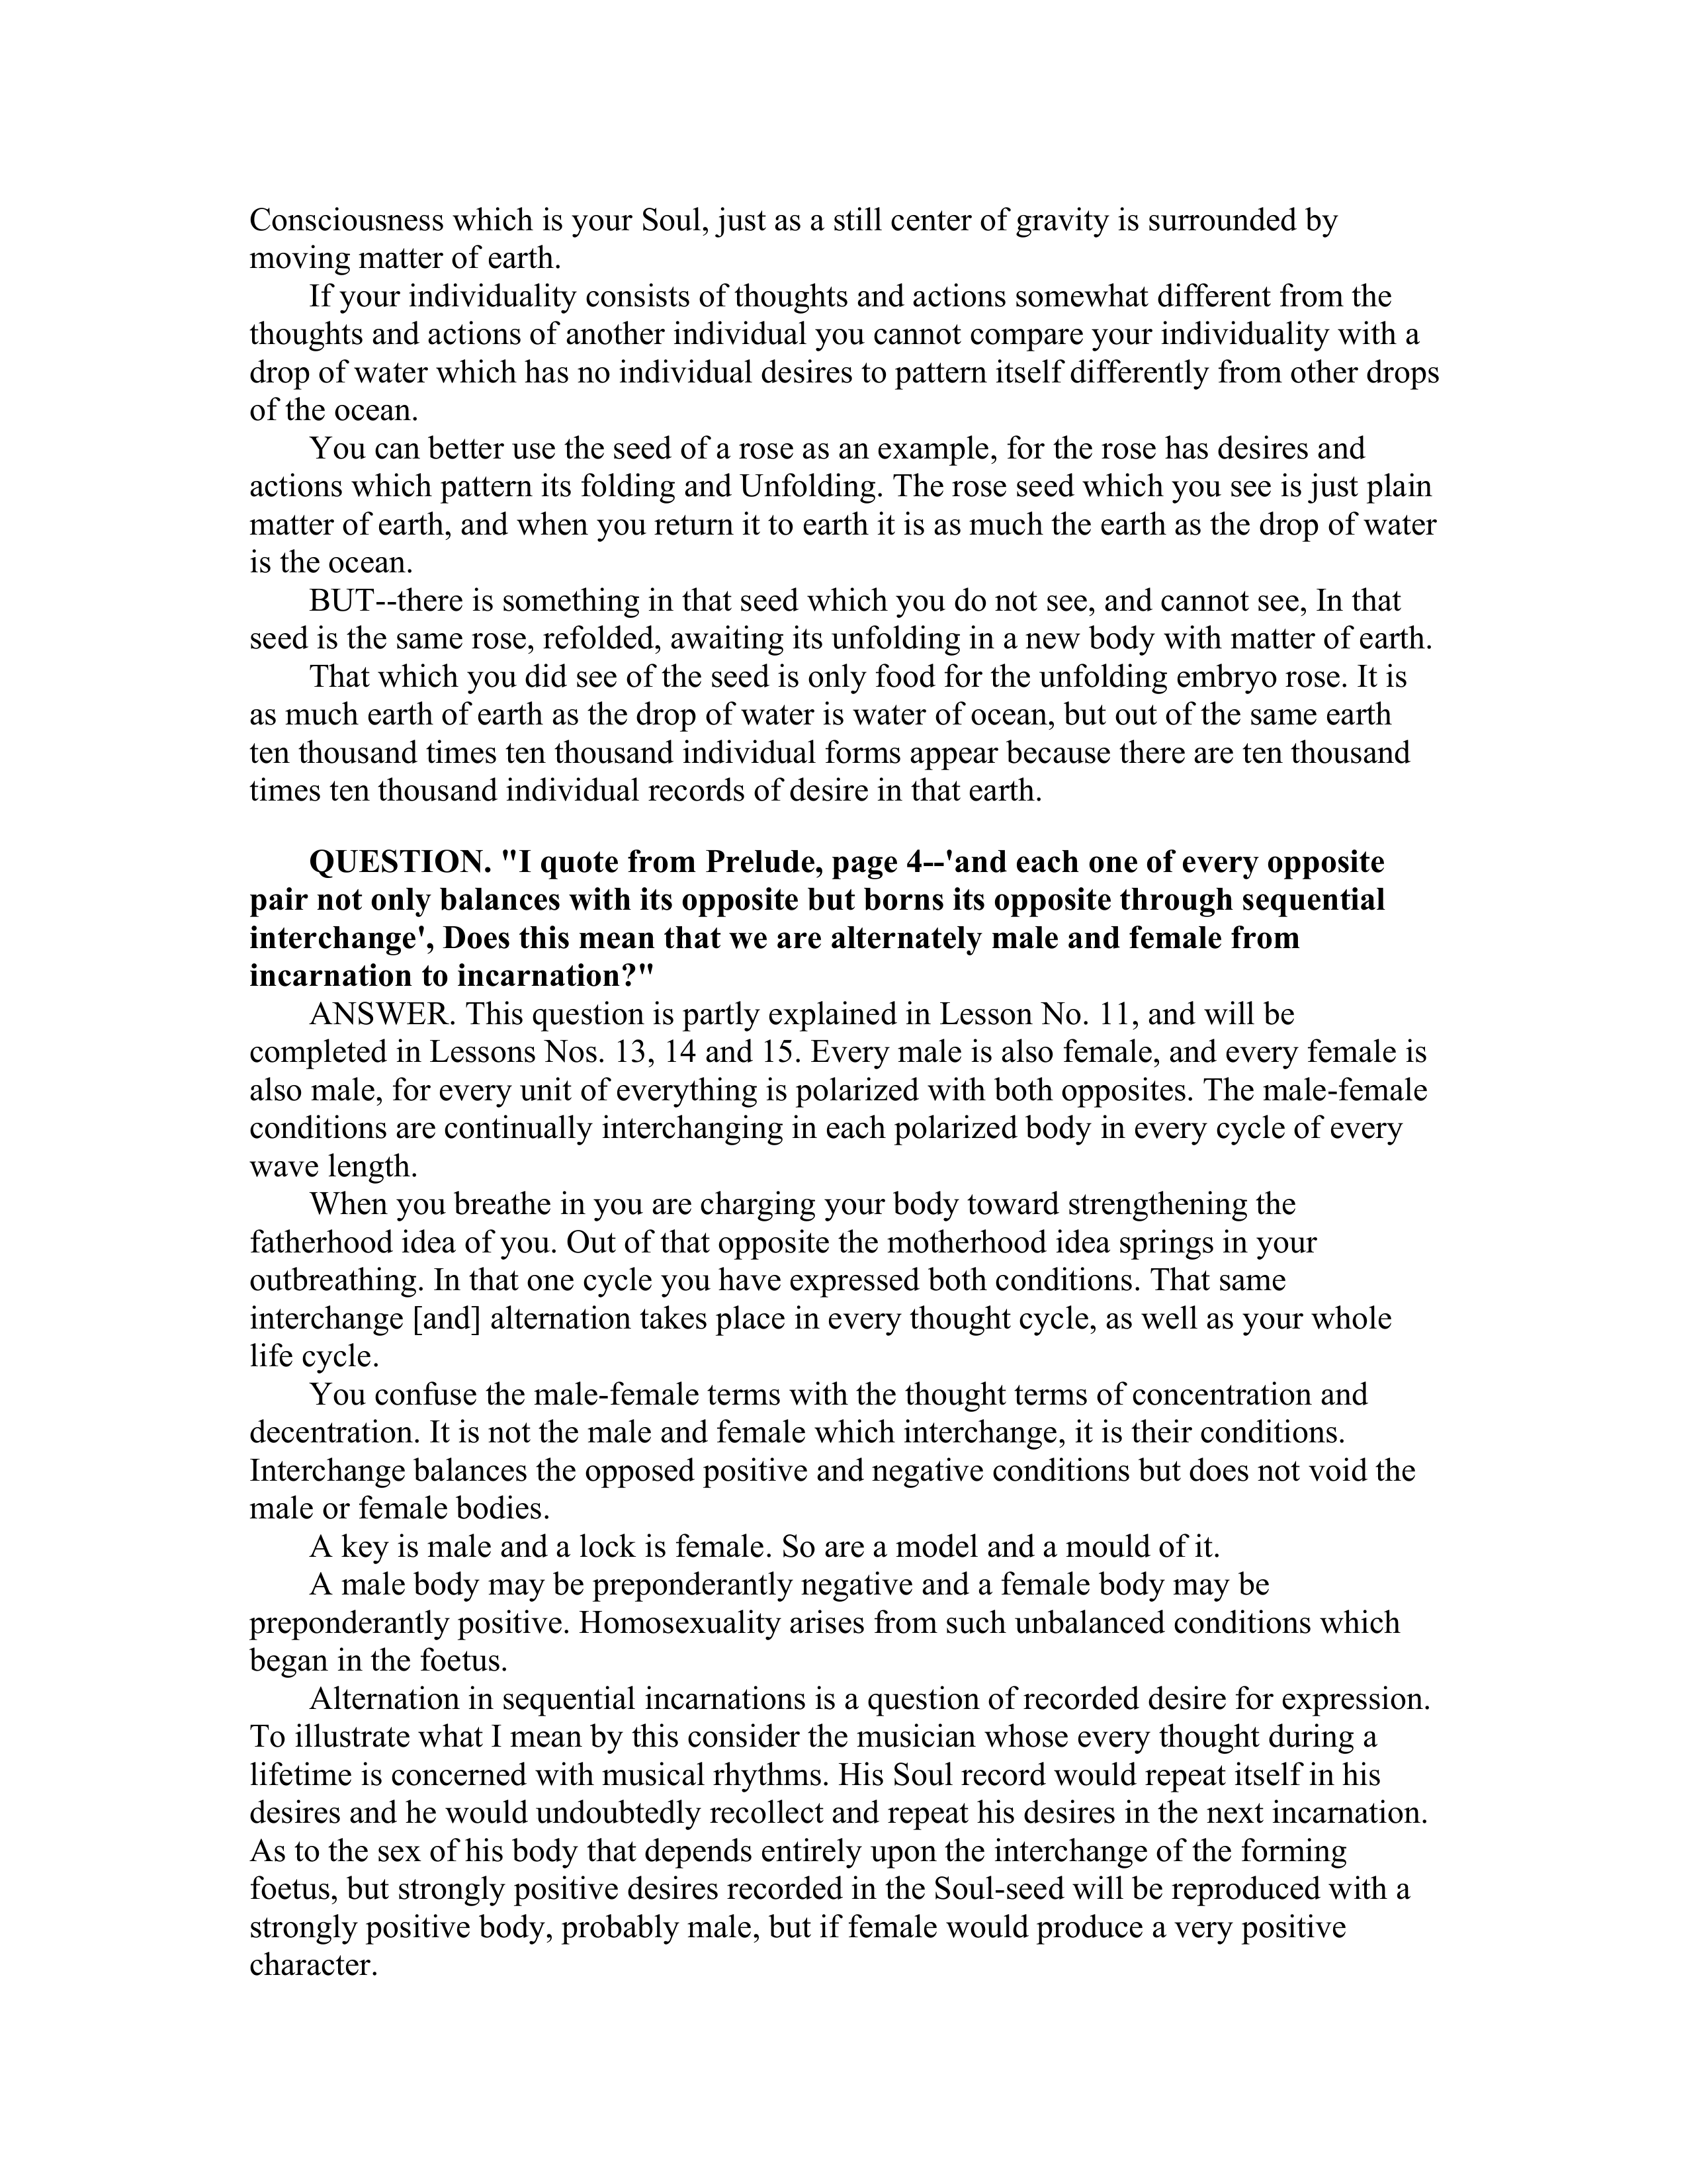 Consciousness which is your Soul, just as a still center of gravity is surrounded by
moving matter of earth.
If your individuality consists of thoughts and actions somewhat different from the
thoughts and actions of another individual you cannot compare your individuality with a
drop of water which has no individual desires to pattern itself differently from other drops
of the ocean.
You can better use the seed of a rose as an example, for the rose has desires and
actions which pattern its folding and Unfolding. The rose seed which you see is just plain
matter of earth, and when you return it to earth it is as much the earth as the drop of water
is the ocean.
BUT--there is something in that seed which you do not see, and cannot see, In that
seed is the same rose, refolded, awaiting its unfolding in a new body with matter of earth.
That which you did see of the seed is only food for the unfolding embryo rose. It is
as much earth of earth as the drop of water is water of ocean, but out of the same earth
ten thousand times ten thousand individual forms appear because there are ten thousand
times ten thousand individual records of desire in that earth.
QUESTION. "I quote from Prelude, page 4--'and each one of every opposite
pair not only balances with its opposite but borns its opposite through sequential
interchange', Does this mean that we are alternately male and female from
incarnation to incarnation?"
ANSWER. This question is partly explained in Lesson No. 11, and will be
completed in Lessons Nos. 13, 14 and 15. Every male is also female, and every female is
also male, for every unit of everything is polarized with both opposites. The male-female
conditions are continually interchanging in each polarized body in every cycle of every
wave length.
When you breathe in you are charging your body toward strengthening the
fatherhood idea of you. Out of that opposite the motherhood idea springs in your
outbreathing. In that one cycle you have expressed both conditions. That same
interchange [and] alternation takes place in every thought cycle, as well as your whole
life cycle.
You confuse the male-female terms with the thought terms of concentration and
decentration. It is not the male and female which interchange, it is their conditions.
Interchange balances the opposed positive and negative conditions but does not void the
male or female bodies.
A key is male and a lock is female. So are a model and a mould of it.
A male body may be preponderantly negative and a female body may be
preponderantly positive. Homosexuality arises from such unbalanced conditions which
began in the foetus.
Alternation in sequential incarnations is a question of recorded desire for expression.
To illustrate what I mean by this consider the musician whose every thought during a
lifetime is concerned with musical rhythms. His Soul record would repeat itself in his
desires and he would undoubtedly recollect and repeat his desires in the next incarnation.
As to the sex of his body that depends entirely upon the interchange of the forming
foetus, but strongly positive desires recorded in the Soul-seed will be reproduced with a
strongly positive body, probably male, but if female would produce a very positive
character.